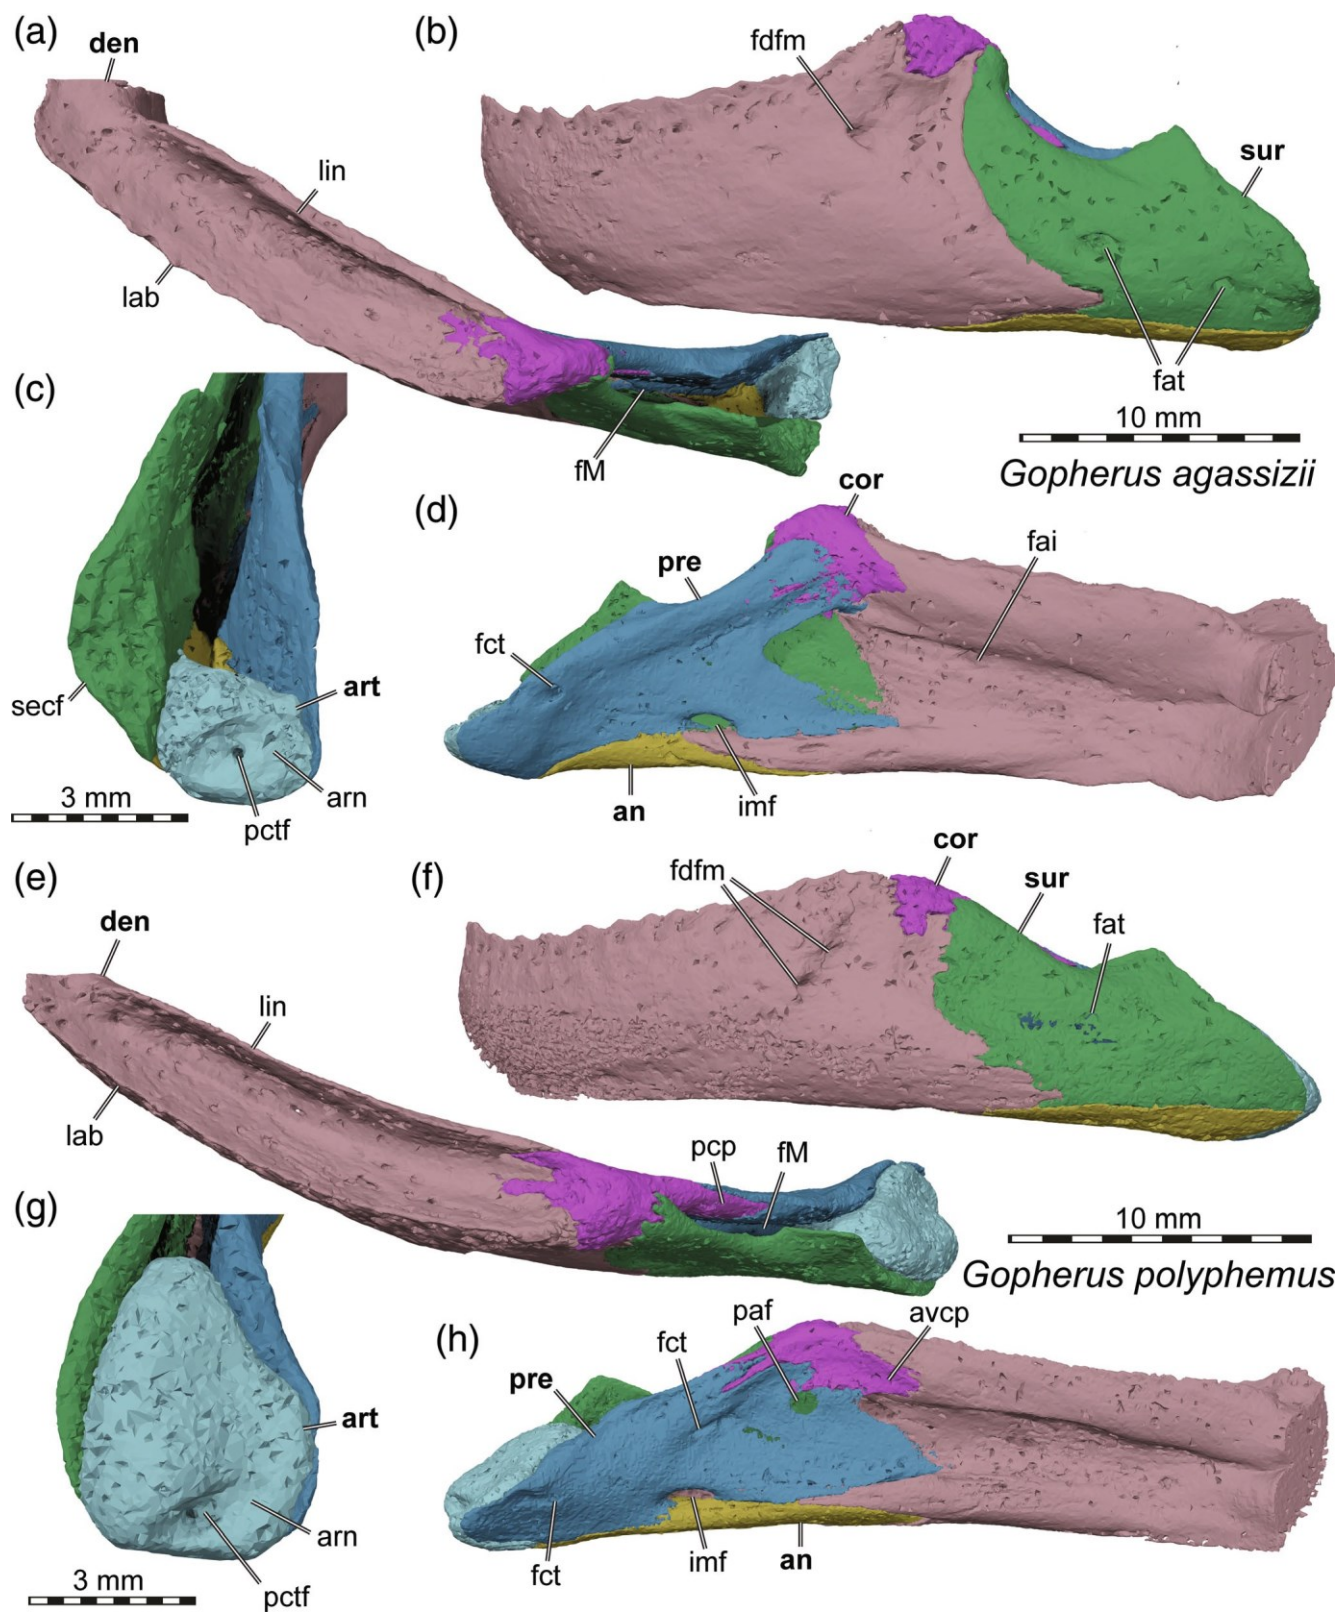 (a)
den
lin
lab
fM
(b)
fdfm
sur
fat
10 mm
Gopherus agassizii
(c)
secf
art
arn
pctf
3 mm
(d)
cor
pre
fai
fct
an
imf
(e)
den
lin
lab
pcp
fM
(f)
fdfm
cor
sur
fat
10 mm
Gopherus polyphemus
(g)
art
arn
pctf
3 mm
(h)
paf
avcp
fct
pre
fct
imf
an